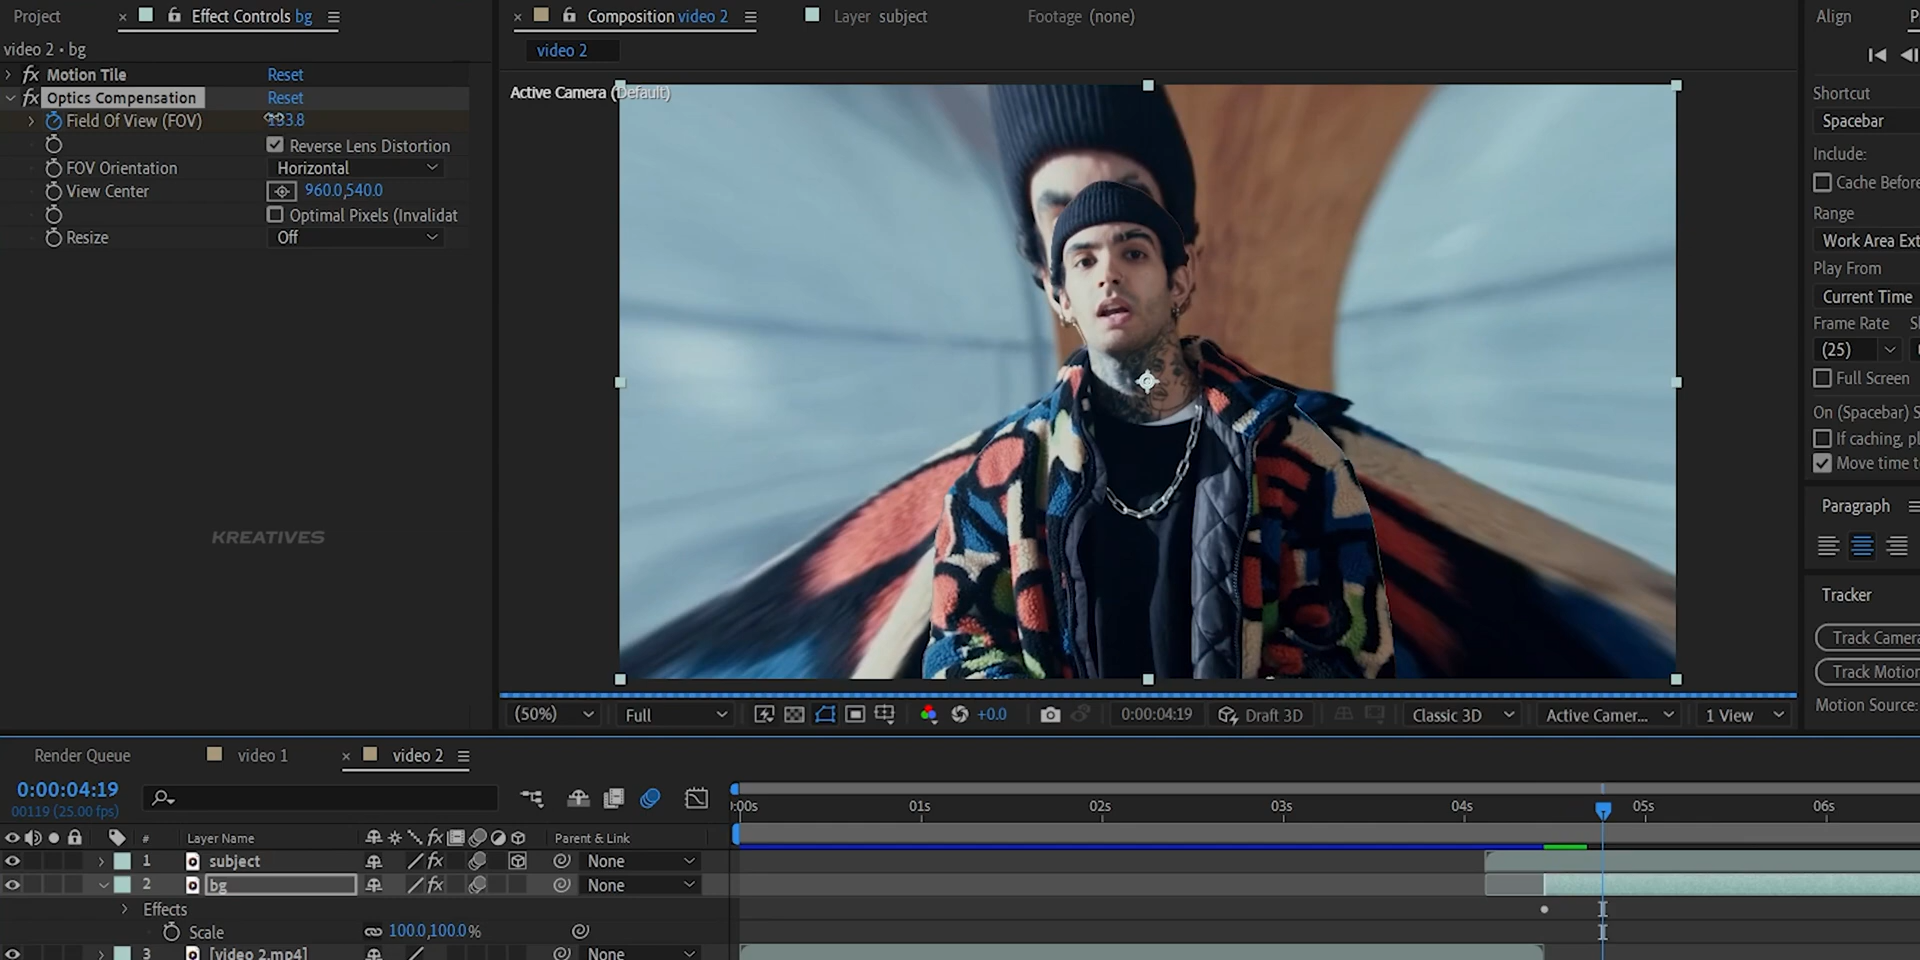 Project
Effect Controls bg
Composition video 2
Layer subject
Footage (none)
Align
video 2 • bg
video 2
fx Motion Tile Reset
fx Optics Compensation Reset
Field Of View (FOV)
Reverse Lens Distortion
FOV Orientation Horizontal
View Center 960.0,540.0
Optimal Pixels (Invalidat
Resize Off
KREATIVES
Active Camera (Default)
Shortcut
Spacebar
Include:
Cache Before
Range
Work Area Ext
Play From
Current Time
Frame Rate
(25)
Full Screen
On (Spacebar) S
If caching, pl
Move time t
Paragraph
Tracker
Track Camera
Track Motion
Motion Source:
(50%) Full +0.0 0:00:04:19 Draft 3D Classic 3D Active Camer... 1 View
Render Queue video 1 video 2
0:00:04:19
00119 (25.00 fps)
:00s 01s 02s 03s 04s 05s 06s
# Layer Name fx Parent & Link
1 subject fx None
2 bg fx None
Effects
Scale 100.0,100.0%
3 [video 2.mp4] None